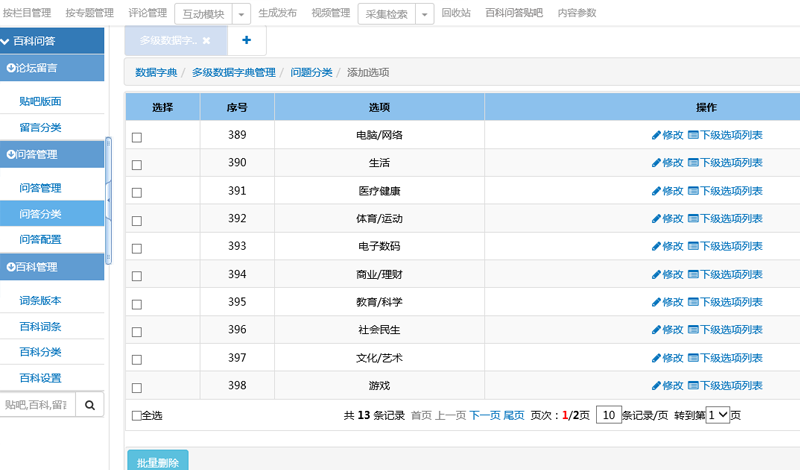 按栏目管理 按专题管理 评论管理 互动模块 生成发布 视频管理 采集检索 回收站 百科问答贴吧 内容参数
百科问答
论坛留言
贴吧版面
留言分类
问答管理
问答管理
问答分类
问答配置
百科管理
词条版本
百科词条
百科分类
百科设置
贴吧,百科,留言
多级数据字.. ✖ +
数据字典 / 多级数据字典管理 / 问题分类 / 添加选项
选择 序号 选项 操作
389 电脑/网络 修改 下级选项列表
390 生活 修改 下级选项列表
391 医疗健康 修改 下级选项列表
392 体育/运动 修改 下级选项列表
393 电子数码 修改 下级选项列表
394 商业/理财 修改 下级选项列表
395 教育/科学 修改 下级选项列表
396 社会民生 修改 下级选项列表
397 文化/艺术 修改 下级选项列表
398 游戏 修改 下级选项列表
全选 共 13 条记录 首页 上一页 下一页 尾页 页次：1/2页 10 条记录/页 转到第 1 页
批量删除